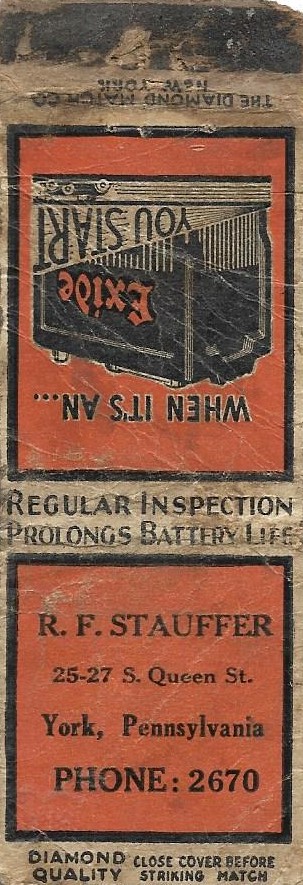 THE DIAMOND MATCH CO.
NEW YORK
WHEN IT'S AN...
Exide
YOU START
REGULAR INSPECTION
PROLONGS BATTERY LIFE
R. F. STAUFFER
25-27 S. Queen St.
York, Pennsylvania
PHONE: 2670
DIAMOND QUALITY
CLOSE COVER BEFORE STRIKING MATCH